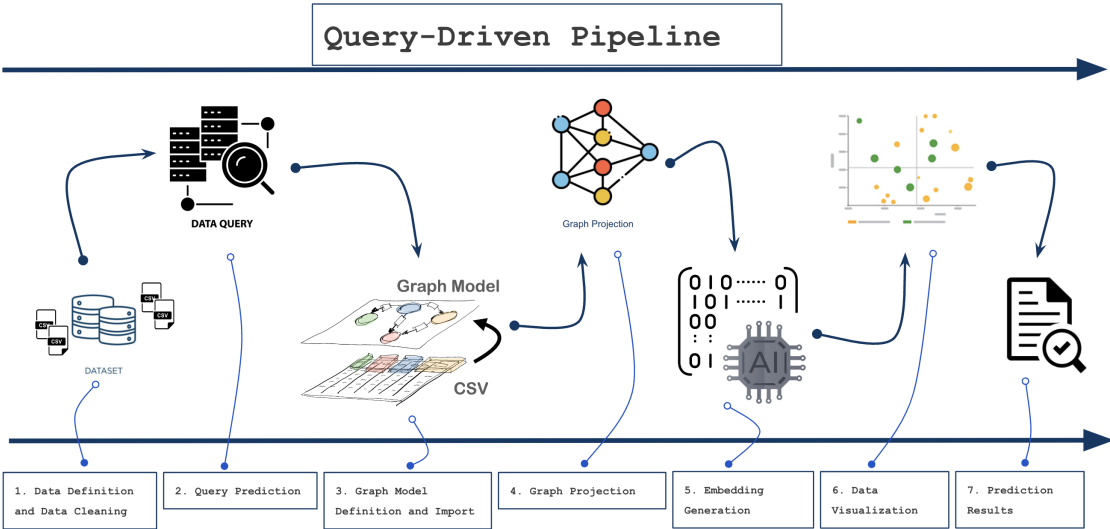 Query-Driven Pipeline
DATA QUERY
Graph Projection
Graph Model
CSV
CSV
CSV
CSV
CSV
DATASET
CSV
0 1 0 ...... 0
1 0 1 ...... 1
0 0
: :
0 1
AI
1. Data Definition
and Data Cleaning
2. Query Prediction
3. Graph Model
Definition and Import
4. Graph Projection
5. Embedding
Generation
6. Data
Visualization
7. Prediction
Results